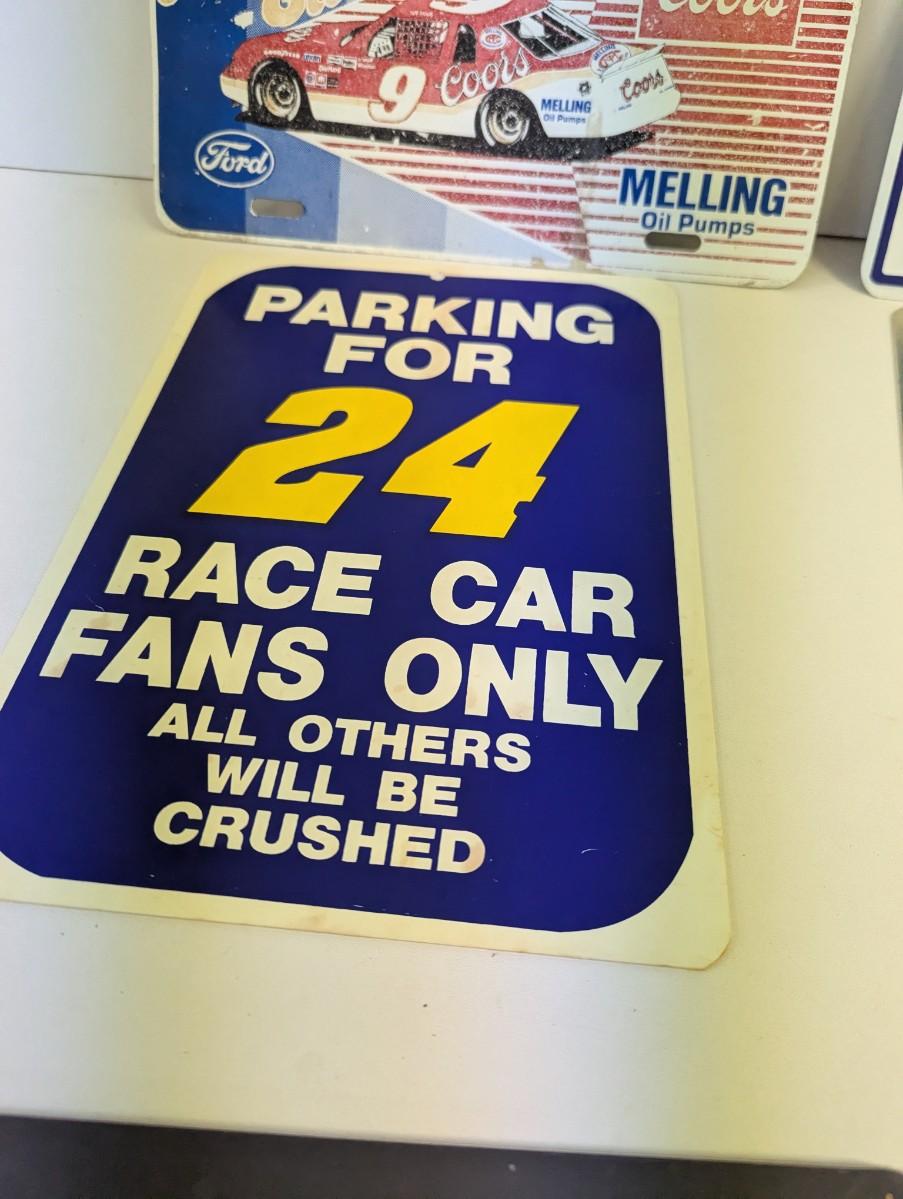 Coors
9
Coors
Coors
MELLING
Oil Pumps
Ford
MELLING
Oil Pumps
PARKING
FOR
24
RACE CAR
FANS ONLY
ALL OTHERS
WILL BE
CRUSHED